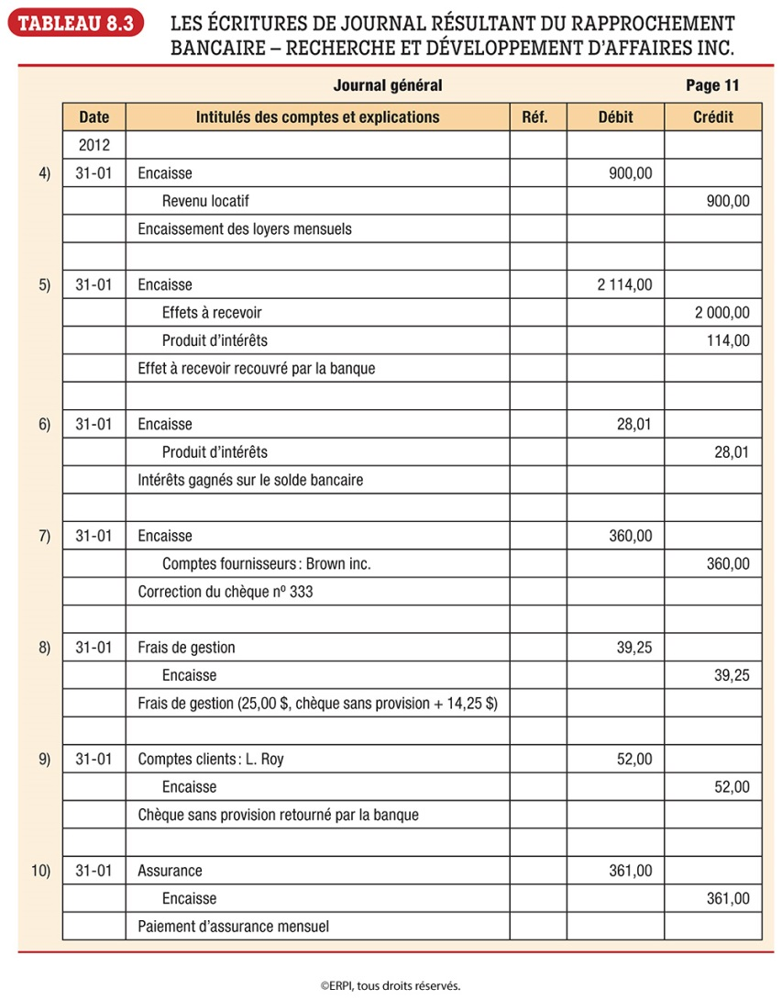 TABLEAU 8.3 LES ÉCRITURES DE JOURNAL RÉSULTANT DU RAPPROCHEMENT
BANCAIRE – RECHERCHE ET DÉVELOPPEMENT D'AFFAIRES INC.
Journal général Page 11
Date Intitulés des comptes et explications Réf. Débit Crédit
2012
4) 31-01 Encaisse 900,00
Revenu locatif 900,00
Encaissement des loyers mensuels
5) 31-01 Encaisse 2 114,00
Effets à recevoir 2 000,00
Produit d'intérêts 114,00
Effet à recevoir recouvré par la banque
6) 31-01 Encaisse 28,01
Produit d'intérêts 28,01
Intérêts gagnés sur le solde bancaire
7) 31-01 Encaisse 360,00
Comptes fournisseurs : Brown inc. 360,00
Correction du chèque nº 333
8) 31-01 Frais de gestion 39,25
Encaisse 39,25
Frais de gestion (25,00 $, chèque sans provision + 14,25 $)
9) 31-01 Comptes clients : L. Roy 52,00
Encaisse 52,00
Chèque sans provision retourné par la banque
10) 31-01 Assurance 361,00
Encaisse 361,00
Paiement d'assurance mensuel
©ERPI, tous droits réservés.